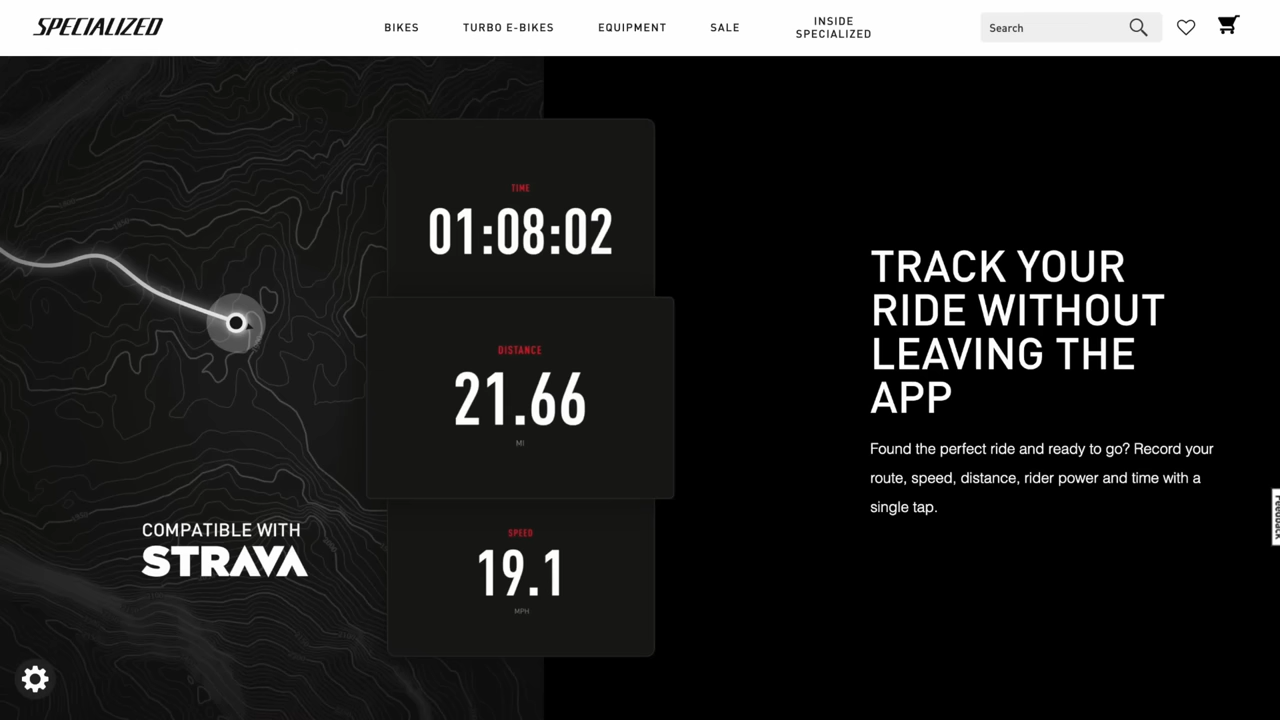 SPECIALIZED
BIKES
TURBO E-BIKES
EQUIPMENT
SALE
INSIDE
SPECIALIZED
Search
TIME
01:08:02
DISTANCE
21.66
MI
SPEED
19.1
MPH
COMPATIBLE WITH
STRAVA
TRACK YOUR
RIDE WITHOUT
LEAVING THE
APP
Found the perfect ride and ready to go? Record your
route, speed, distance, rider power and time with a
single tap.
Feedback